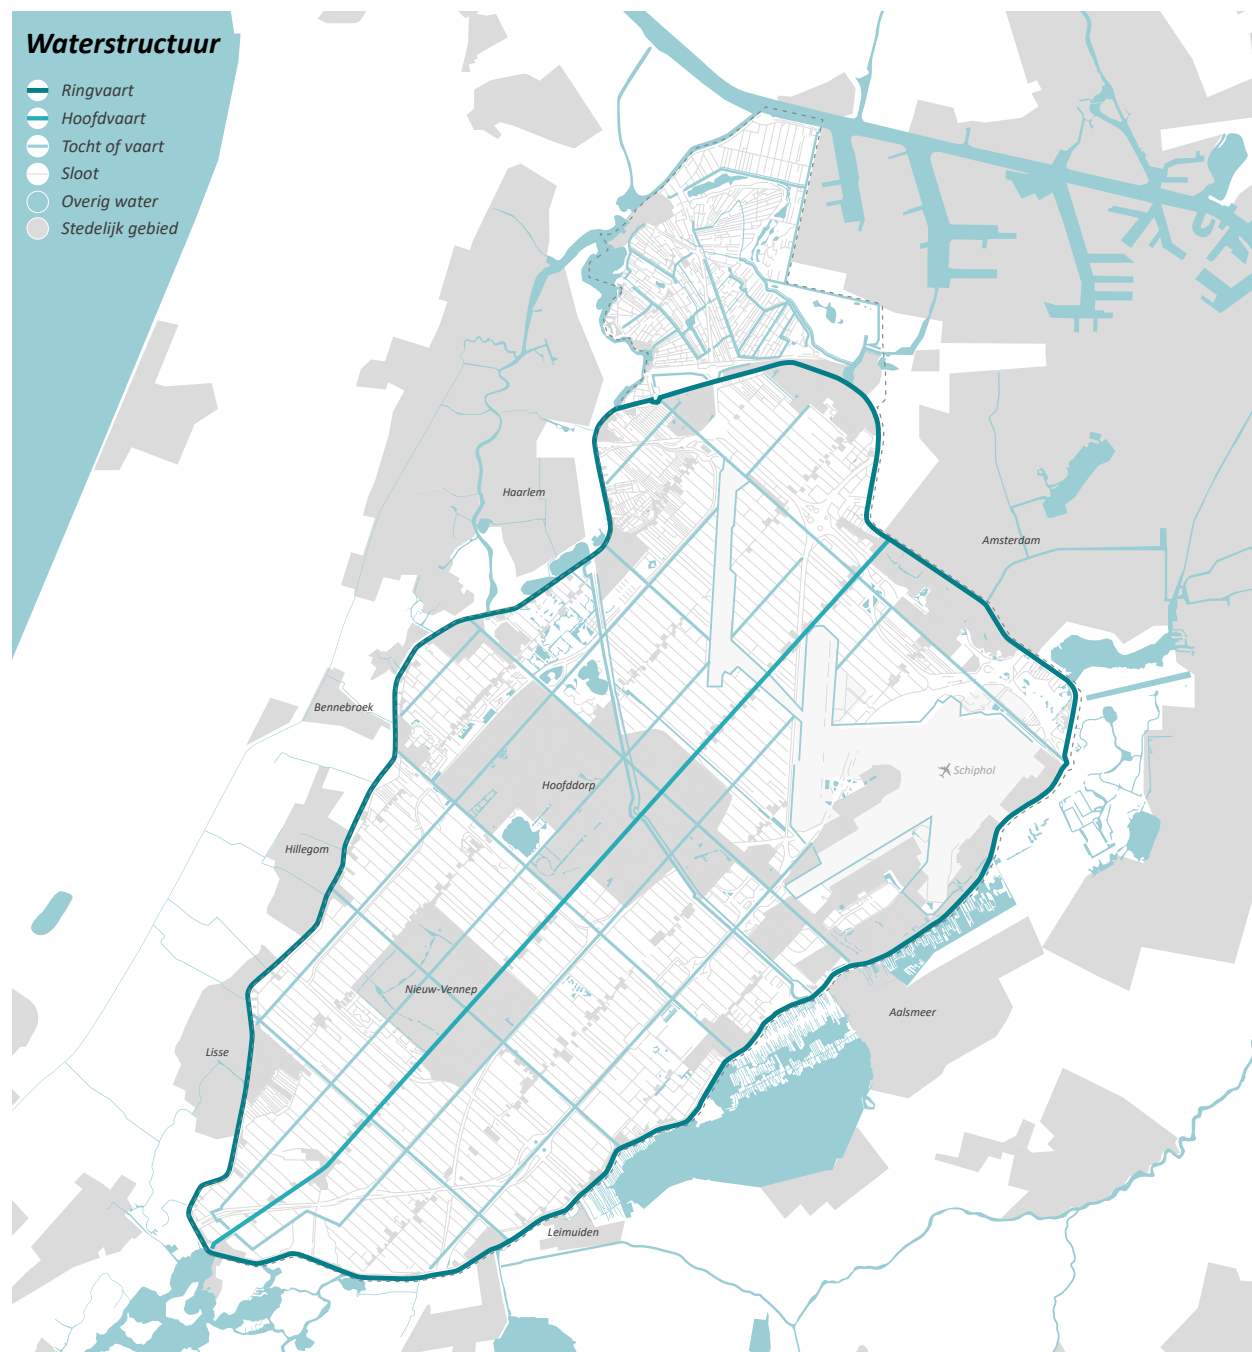 Waterstructuur
Ringvaart
Hoofdvaart
Tocht of vaart
Sloot
Overig water
Stedelijk gebied
Haarlem
Amsterdam
Bennebroek
Schiphol
Hoofddorp
Hillegom
Nieuw-Vennep
Aalsmeer
Lisse
Leimuiden